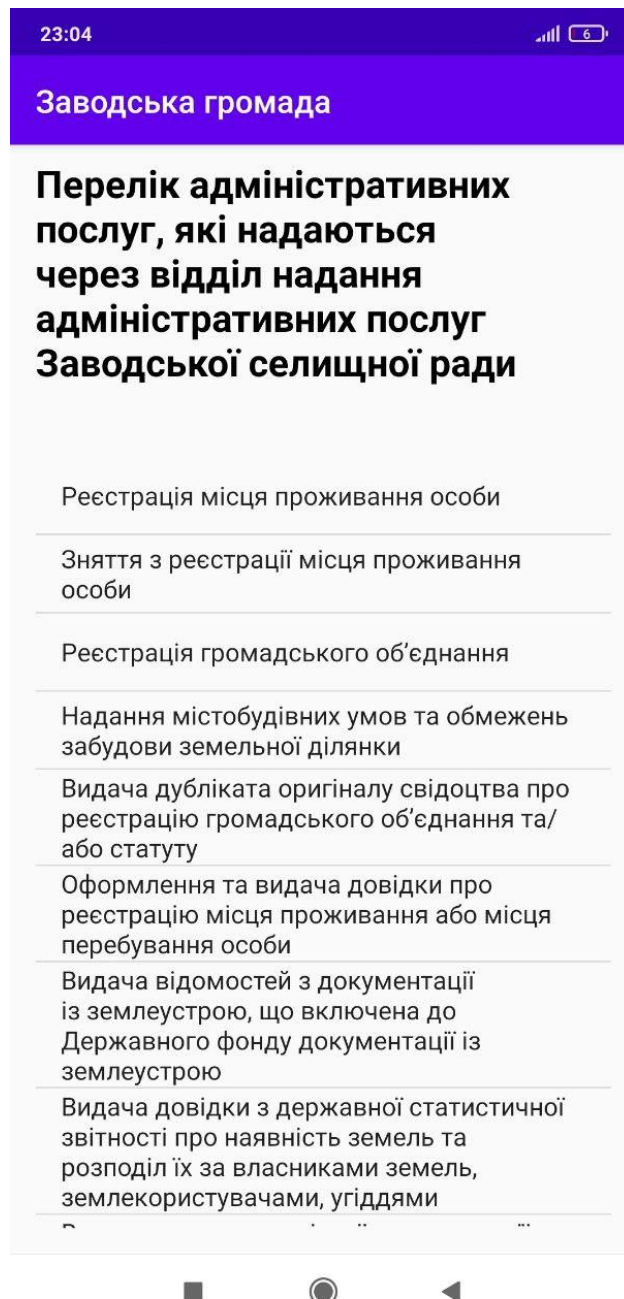 23:04
6
Заводська громада
Перелік адміністративних
послуг, які надаються
через відділ надання
адміністративних послуг
Заводської селищної ради
Реєстрація місця проживання особи
Зняття з реєстрації місця проживання
особи
Реєстрація громадського об’єднання
Надання містобудівних умов та обмежень
забудови земельної ділянки
Видача дубліката оригіналу свідоцтва про
реєстрацію громадського об’єднання та/
або статуту
Оформлення та видача довідки про
реєстрацію місця проживання або місця
перебування особи
Видача відомостей з документації
із землеустрою, що включена до
Державного фонду документації із
землеустрою
Видача довідки з державної статистичної
звітності про наявність земель та
розподіл їх за власниками земель,
землекористувачами, угіддями